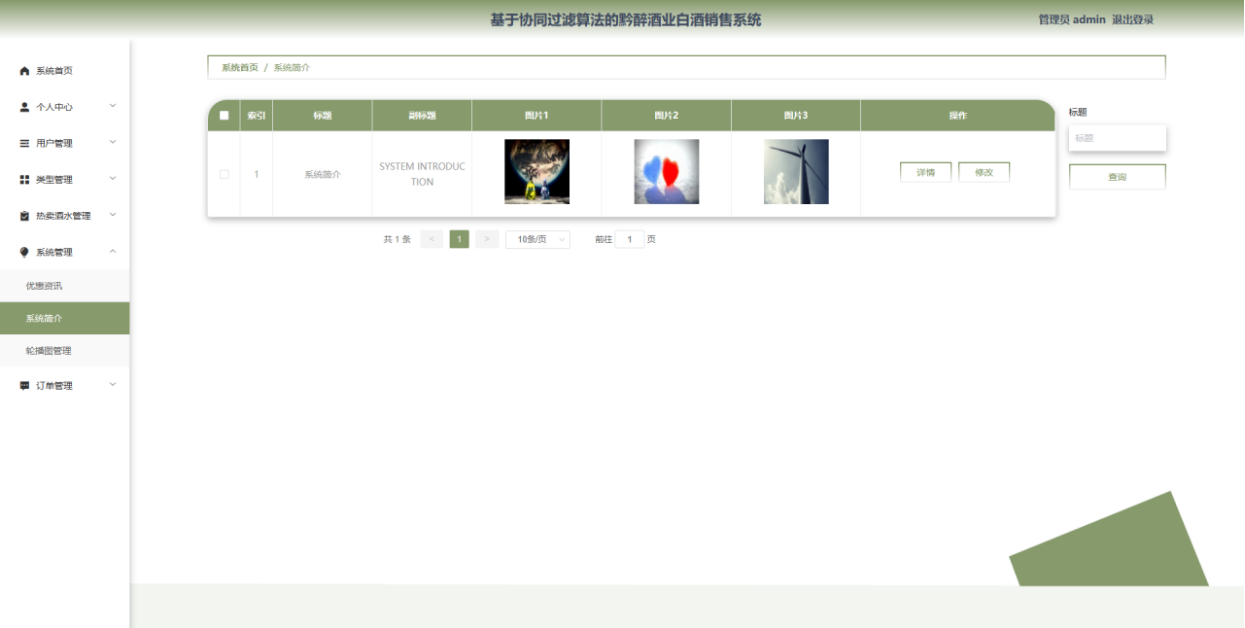 基于协同过滤算法的黔醉酒业白酒销售系统
管理员 admin 退出登录
系统首页
个人中心
用户管理
类型管理
热卖酒水管理
系统管理
优惠资讯
系统简介
轮播图管理
订单管理
系统首页 / 系统简介
索引 标题 副标题 图片1 图片2 图片3 操作
1 系统简介 SYSTEM INTRODUC
TION
详情 修改
共 1 条 < 1 > 10条/页 前往 1 页
标题
标题
查询